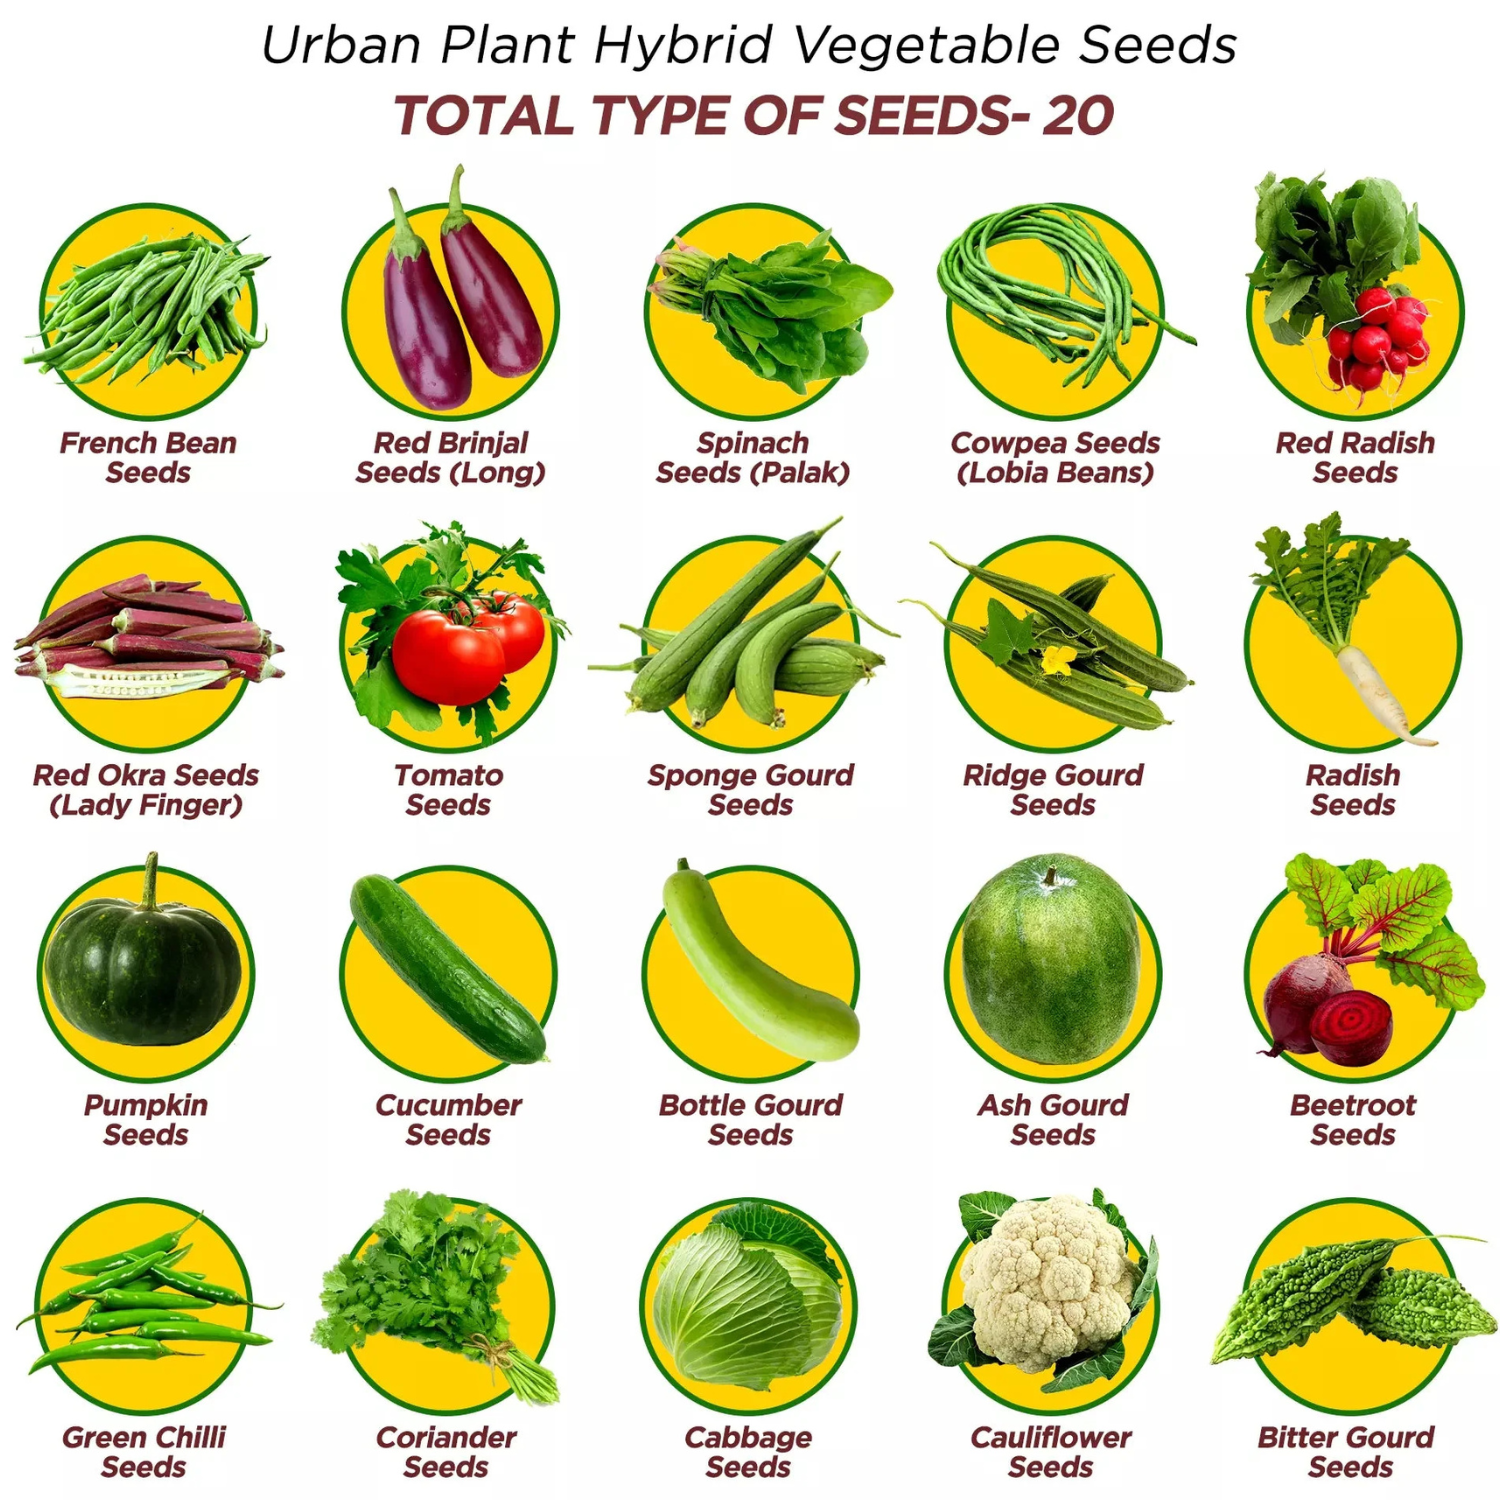 Urban Plant Hybrid Vegetable Seeds
TOTAL TYPE OF SEEDS- 20
French Bean
Seeds
Red Brinjal
Seeds (Long)
Spinach
Seeds (Palak)
Cowpea Seeds
(Lobia Beans)
Red Radish
Seeds
Red Okra Seeds
(Lady Finger)
Tomato
Seeds
Sponge Gourd
Seeds
Ridge Gourd
Seeds
Radish
Seeds
Pumpkin
Seeds
Cucumber
Seeds
Bottle Gourd
Seeds
Ash Gourd
Seeds
Beetroot
Seeds
Green Chilli
Seeds
Coriander
Seeds
Cabbage
Seeds
Cauliflower
Seeds
Bitter Gourd
Seeds